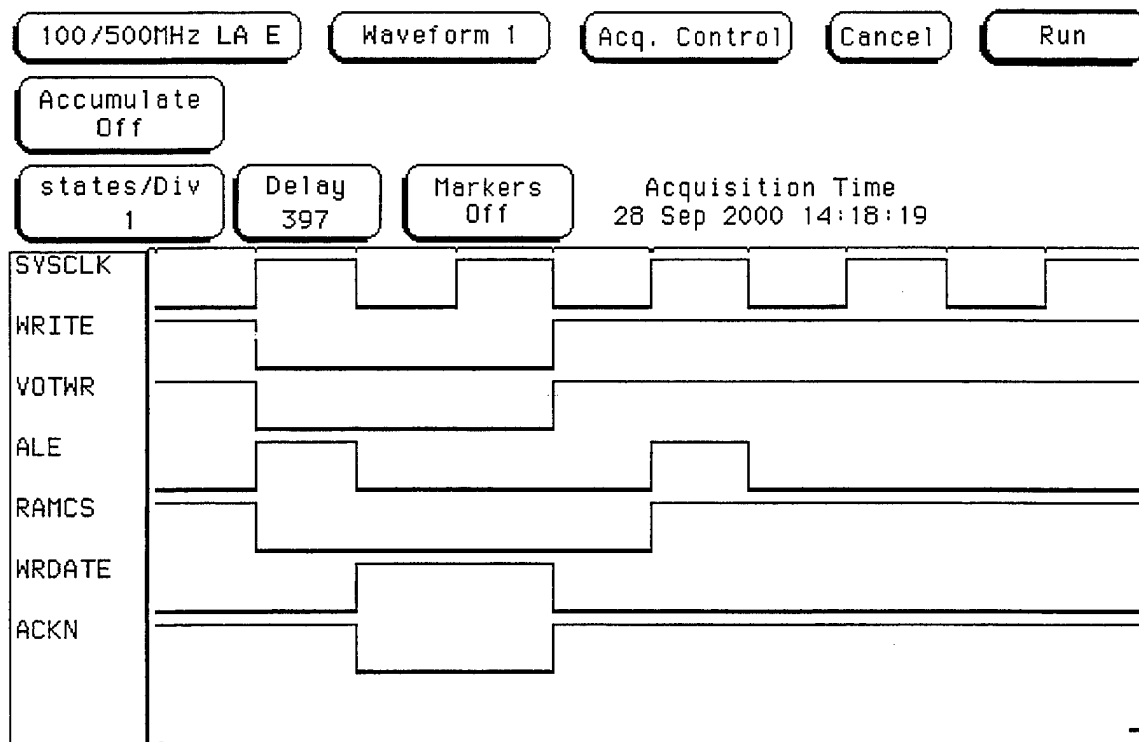 100/500MHz LA E
Waveform 1
Acq. Control
Cancel
Run
Accumulate
Off
states/Div
1
Delay
397
Markers
Off
Acquisition Time
28 Sep 2000 14:18:19
SYSCLK
WRITE
VOTWR
ALE
RAMCS
WRDATE
ACKN